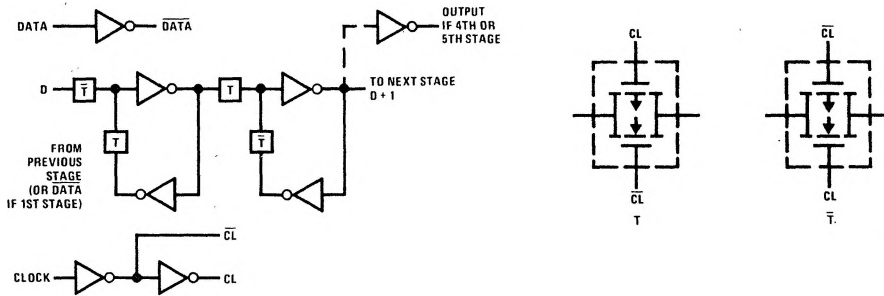 DATA
DATA
OUTPUT
IF 4TH OR
5TH STAGE
D
T
T
TO NEXT STAGE
D + 1
T
T
FROM
PREVIOUS
STAGE
(OR DATA
IF 1ST STAGE)
CL
CLOCK
CL
CL
CL
CL
CL
T
T